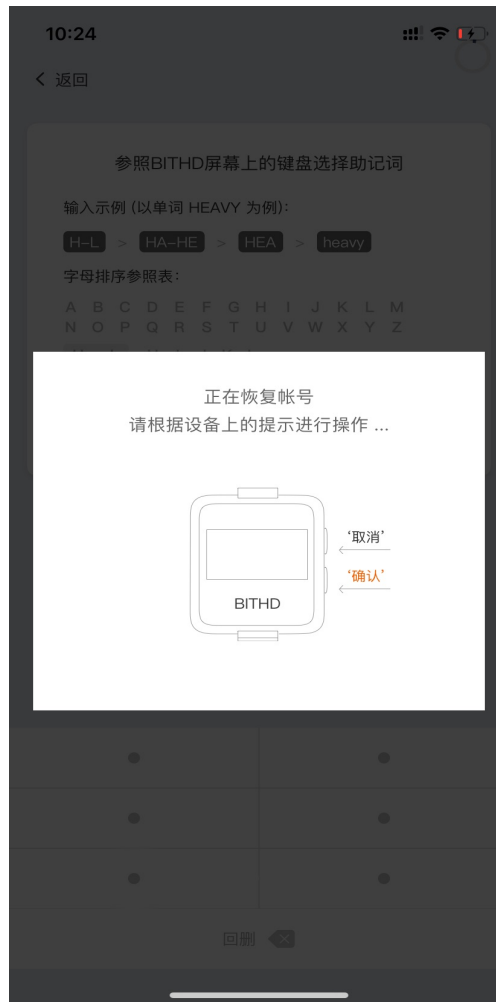 10:24
返回
参照BITHD屏幕上的键盘选择助记词
输入示例 (以单词 HEAVY 为例):
H-L > HA-HE > HEA > heavy
字母排序参照表:
A B C D E F G H I J K L M
N O P Q R S T U V W X Y Z
正在恢复帐号
请根据设备上的提示进行操作 ...
‘取消’
‘确认’
BITHD
回删